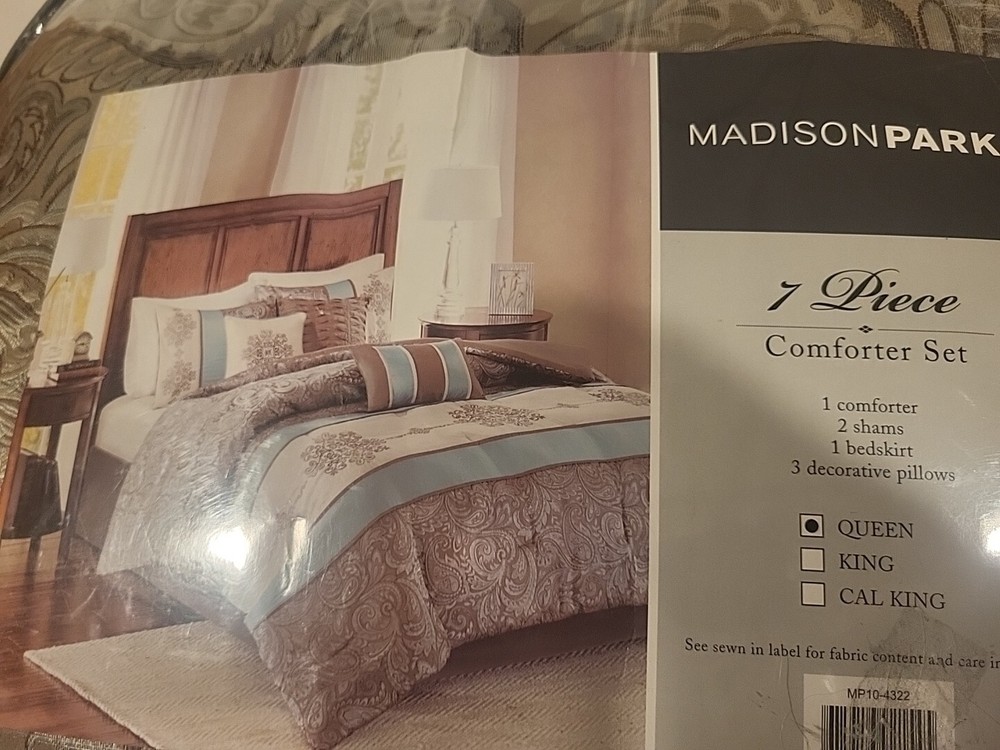 MADISONPARK
7 Piece
Comforter Set
1 comforter
2 shams
1 bedskirt
3 decorative pillows
QUEEN
KING
CAL KING
See sewn in label for fabric content and care
MP10-4322